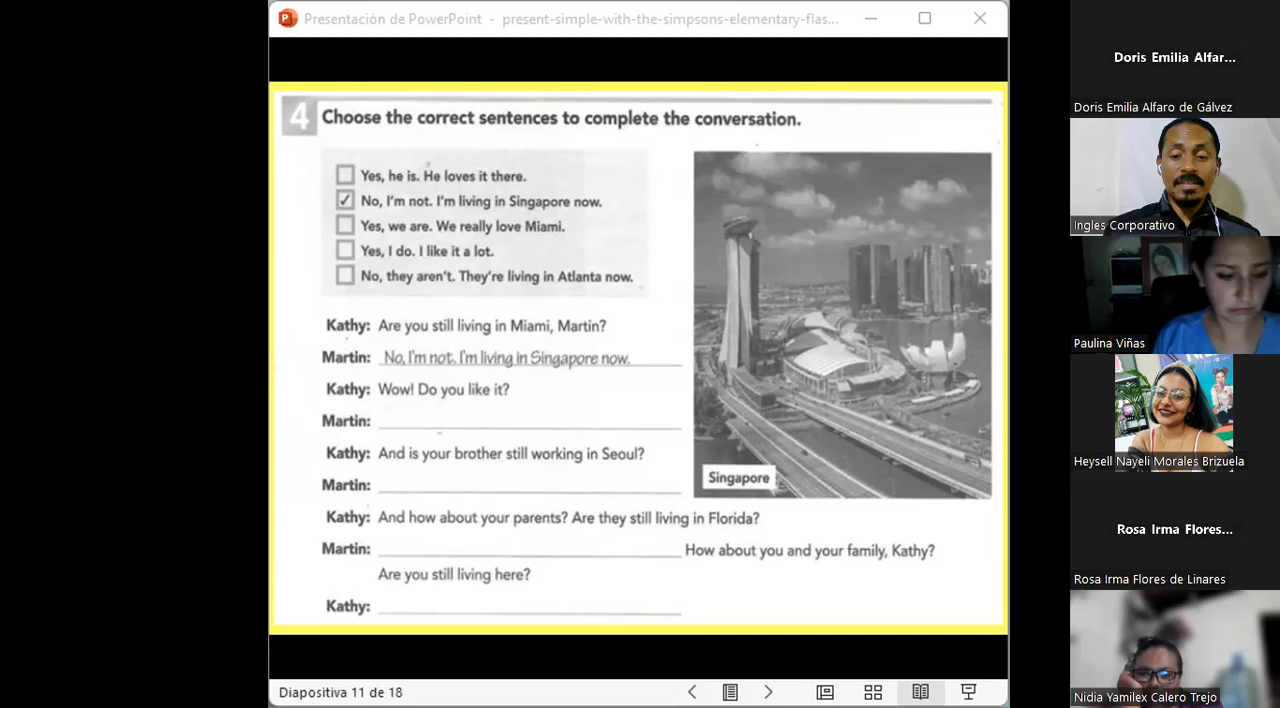 Presentación de PowerPoint - present-simple-with-the-simpsons-elementary-flas...
4 Choose the correct sentences to complete the conversation.
Yes, he is. He loves it there.
✓ No, I'm not. I'm living in Singapore now.
Yes, we are. We really love Miami.
Yes, I do. I like it a lot.
No, they aren't. They're living in Atlanta now.
Kathy: Are you still living in Miami, Martin?
Martin: No, I'm not. I'm living in Singapore now.
Kathy: Wow! Do you like it?
Martin:
Kathy: And is your brother still working in Seoul?
Martin:
Kathy: And how about your parents? Are they still living in Florida?
Martin: How about you and your family, Kathy?
Are you still living here?
Kathy:
Singapore
Diapositiva 11 de 18
Doris Emilia Alfar...
Doris Emilia Alfaro de Gálvez
Ingles Corporativo
Paulina Viñas
Heysell Nayeli Morales Brizuela
Rosa Irma Flores...
Rosa Irma Flores de Linares
Nidia Yamilex Calero Trejo